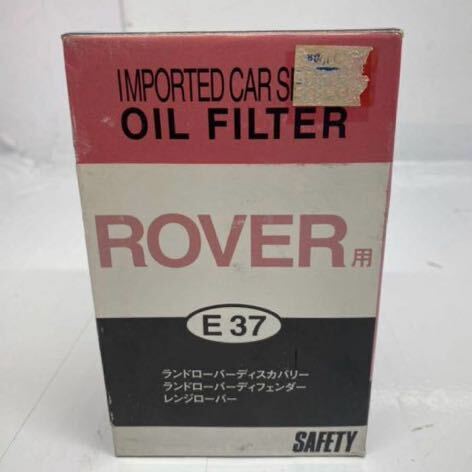 IMPORTED CAR
OIL FILTER
ROVER用
E 37
ランドローバーディスカバリー
ランドローバーディフェンダー
レンジローバー
SAFETY